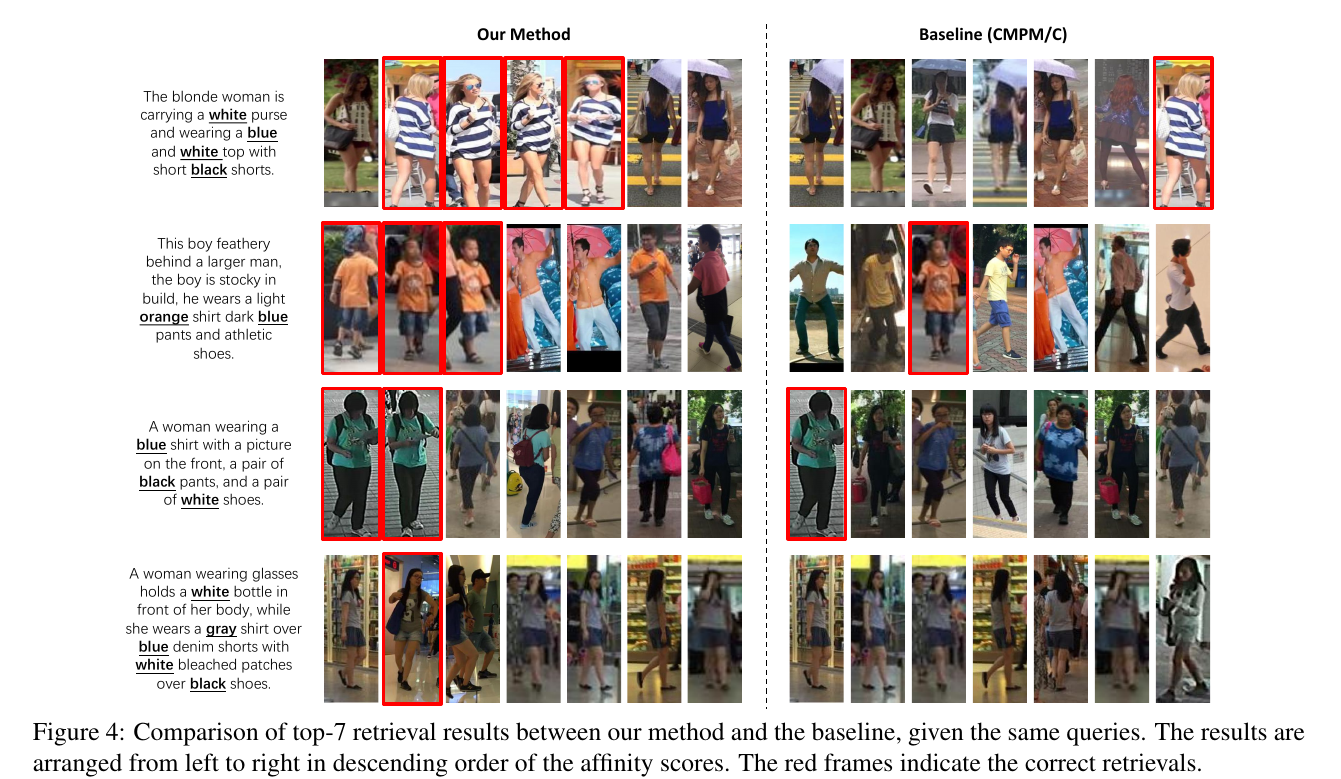 Our Method
Baseline (CMPM/C)
The blonde woman is
carrying a white purse
and wearing a blue
and white top with
short black shorts.
This boy feathery
behind a larger man,
the boy is stocky in
build, he wears a light
orange shirt dark blue
pants and athletic
shoes.
A woman wearing a
blue shirt with a picture
on the front, a pair of
black pants, and a pair
of white shoes.
A woman wearing glasses
holds a white bottle in
front of her body, while
she wears a gray shirt over
blue denim shorts with
white bleached patches
over black shoes.
Figure 4: Comparison of top-7 retrieval results between our method and the baseline, given the same queries. The results are
arranged from left to right in descending order of the affinity scores. The red frames indicate the correct retrievals.